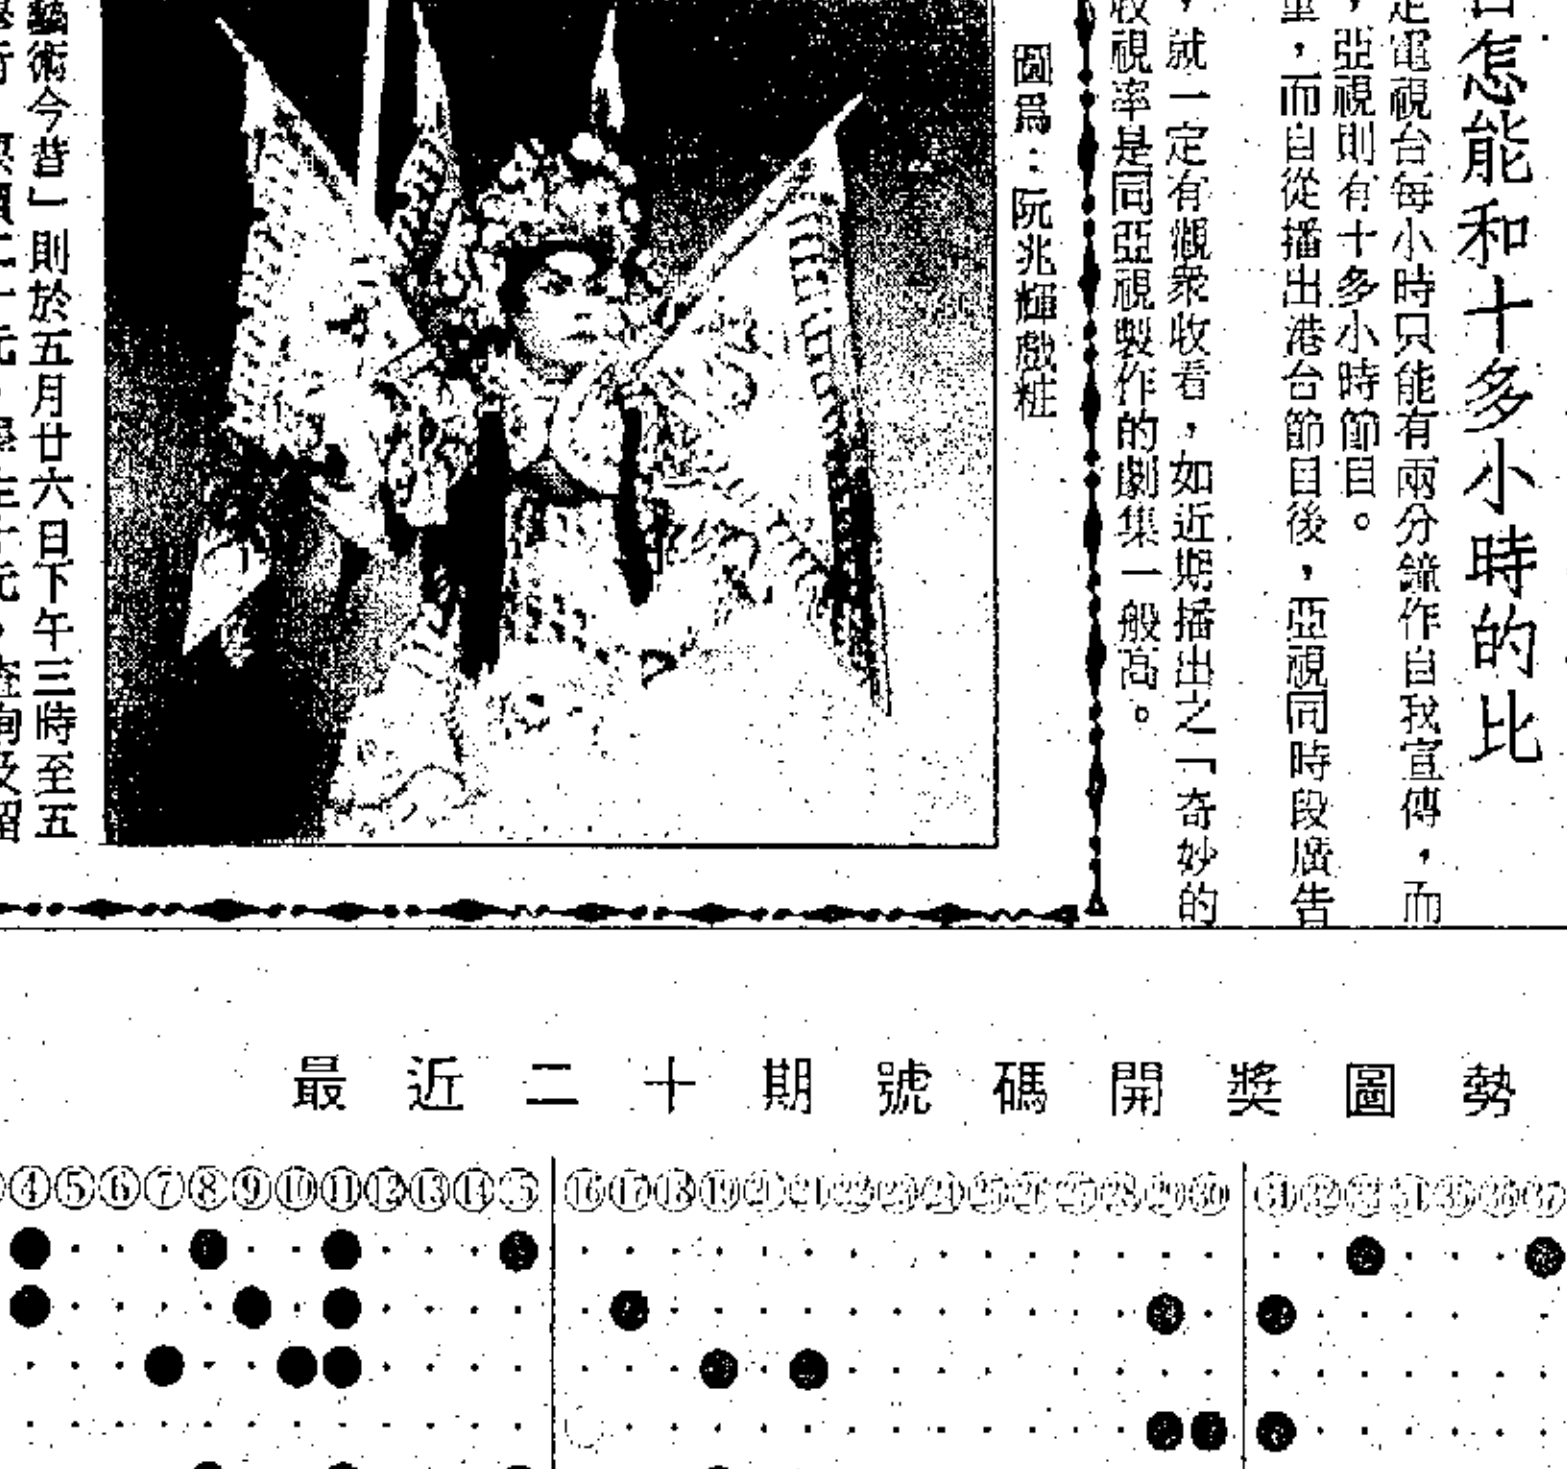 怎能和十多小時的比
電視台每小時只能有兩分鐘作自我宣傳，而
，亞視則有十多小時節目。
重，而自從播出港台節目後，亞視同時段廣告
，就一定有觀衆收看，如近期播出之「奇妙的
收視率是同亞視製作的劇集一般高。
圖爲：阮兆輝戲粧
藝術今昔」則於五月廿六日下午三時至五
最近二十期號碼開獎圖勢
④⑤⑥⑦⑧⑨⑩⑪⑫⑬⑭⑮⑯⑰⑱⑲⑳㉑㉒㉓㉔㉕㉖㉗㉘㉙㉚㉛㉜㉝㉞㉟㊱㊲